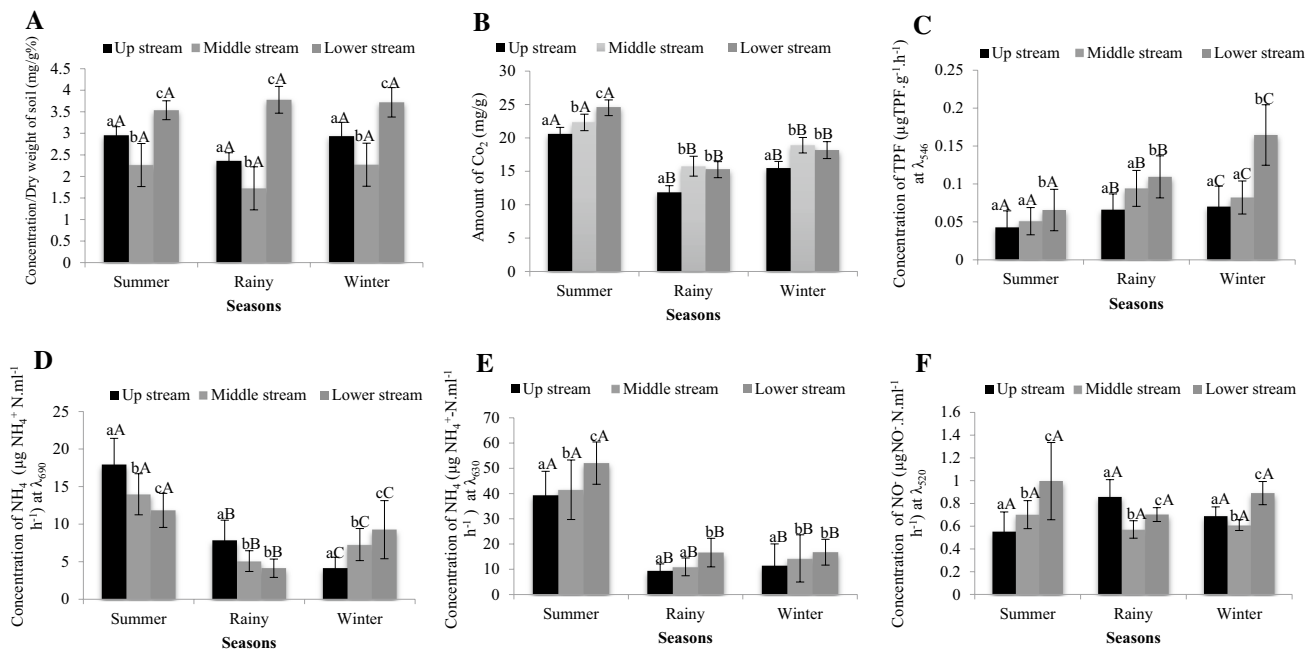 A
Up stream Middle stream Lower stream
Concentration/Dry weight of soil (mg/g%)
4.5
4
3.5
3
2.5
2
1.5
1
0.5
0
aA bA cA
aA bA cA
aA bA cA
Summer Rainy Winter
Seasons
B
Up stream Middle stream Lower stream
Amount of Co₂ (mg/g)
30
25
20
15
10
5
0
aA bA cA
aB bB bB
aB bB bB
Summer Rainy Winter
Seasons
C
Up stream Middle stream Lower stream
Concentration of TPF (µgTPF.g⁻¹.h⁻¹)
at λ₅₄₆
0.25
0.2
0.15
0.1
0.05
0
aA aA bA
aB aB bB
aC aC bC
Summer Rainy Winter
Seasons
D
Up stream Middle stream Lower stream
Concentration of NH₄ (µg NH₄⁺ N.ml⁻¹
h⁻¹) at λ₆₉₀
25
20
15
10
5
0
aA bA cA
aB bB bB
aC bC cC
Summer Rainy Winter
Seasons
E
Up stream Middle stream Lower stream
Concentration of NH₄ (µg NH₄⁺-N.ml⁻¹
h⁻¹ ) at λ₆₃₀
70
60
50
40
30
20
10
0
aA bA cA
aB aB bB
aB aB bB
Summer Rainy Winter
Seasons
F
Up stream Middle stream Lower stream
Concentration of NO⁻ (µgNO⁻.N.ml⁻¹
h⁻¹) at λ₅₂₀
1.6
1.4
1.2
1
0.8
0.6
0.4
0.2
0
aA bA cA
aA bA cA
aA bA cA
Summer Rainy Winter
Seasons